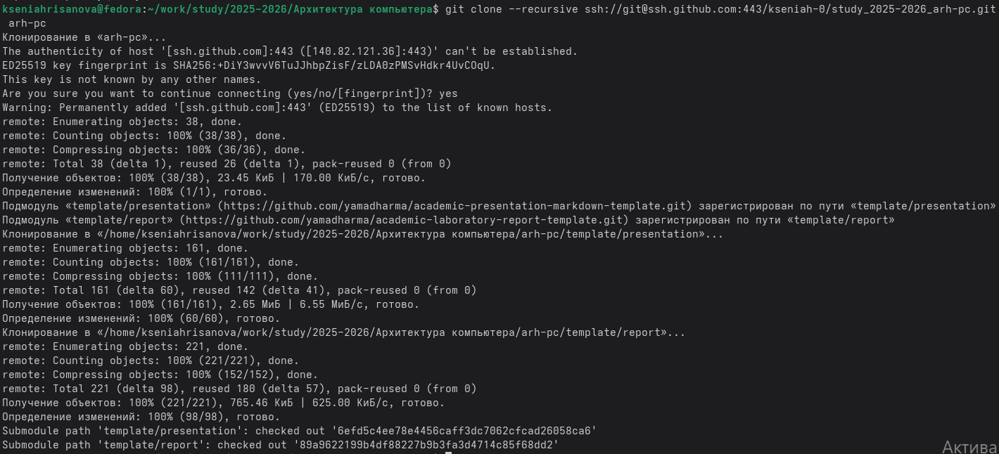 kseniahrisanova@fedora:~/work/study/2025-2026/Архитектура компьютера$ git clone --recursive ssh://git@ssh.github.com:443/kseniah-0/study_2025-2026_arh-pc.git
 arh-pc
Клонирование в «arh-pc»...
The authenticity of host '[ssh.github.com]:443 ([140.82.121.36]:443)' can't be established.
ED25519 key fingerprint is SHA256:+DiY3wvvV6TuJJhbpZisF/zLDA0zPMSvHdkr4UvCOqU.
This key is not known by any other names.
Are you sure you want to continue connecting (yes/no/[fingerprint])? yes
Warning: Permanently added '[ssh.github.com]:443' (ED25519) to the list of known hosts.
remote: Enumerating objects: 38, done.
remote: Counting objects: 100% (38/38), done.
remote: Compressing objects: 100% (36/36), done.
remote: Total 38 (delta 1), reused 26 (delta 1), pack-reused 0 (from 0)
Получение объектов: 100% (38/38), 23.45 КиБ | 170.00 КиБ/с, готово.
Определение изменений: 100% (1/1), готово.
Подмодуль «template/presentation» (https://github.com/yamadharma/academic-presentation-markdown-template.git) зарегистрирован по пути «template/presentation»
Подмодуль «template/report» (https://github.com/yamadharma/academic-laboratory-report-template.git) зарегистрирован по пути «template/report»
Клонирование в «/home/kseniahrisanova/work/study/2025-2026/Архитектура компьютера/arh-pc/template/presentation»...
remote: Enumerating objects: 161, done.
remote: Counting objects: 100% (161/161), done.
remote: Compressing objects: 100% (111/111), done.
remote: Total 161 (delta 60), reused 142 (delta 41), pack-reused 0 (from 0)
Получение объектов: 100% (161/161), 2.65 МиБ | 6.55 МиБ/с, готово.
Определение изменений: 100% (60/60), готово.
Клонирование в «/home/kseniahrisanova/work/study/2025-2026/Архитектура компьютера/arh-pc/template/report»...
remote: Enumerating objects: 221, done.
remote: Counting objects: 100% (221/221), done.
remote: Compressing objects: 100% (152/152), done.
remote: Total 221 (delta 98), reused 180 (delta 57), pack-reused 0 (from 0)
Получение объектов: 100% (221/221), 765.46 КиБ | 625.00 КиБ/с, готово.
Определение изменений: 100% (98/98), готово.
Submodule path 'template/presentation': checked out '6efd5c4ee78e4456caff3dc7062cfcad26058ca6'
Submodule path 'template/report': checked out '89a9622199b4df88227b9b3fa3d4714c85f68dd2'
Актива